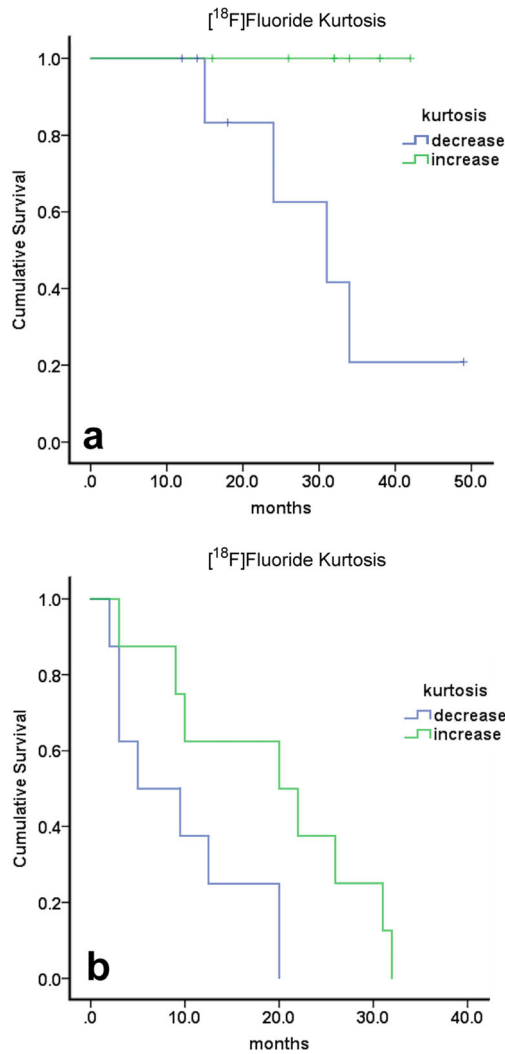 [18F]Fluoride Kurtosis
1.0
0.8
0.6
0.4
0.2
0.0
Cumulative Survival
kurtosis
decrease
increase
a
.0 10.0 20.0 30.0 40.0 50.0
months
[18F]Fluoride Kurtosis
1.0
0.8
0.6
0.4
0.2
0.0
Cumulative Survival
kurtosis
decrease
increase
b
.0 10.0 20.0 30.0 40.0
months